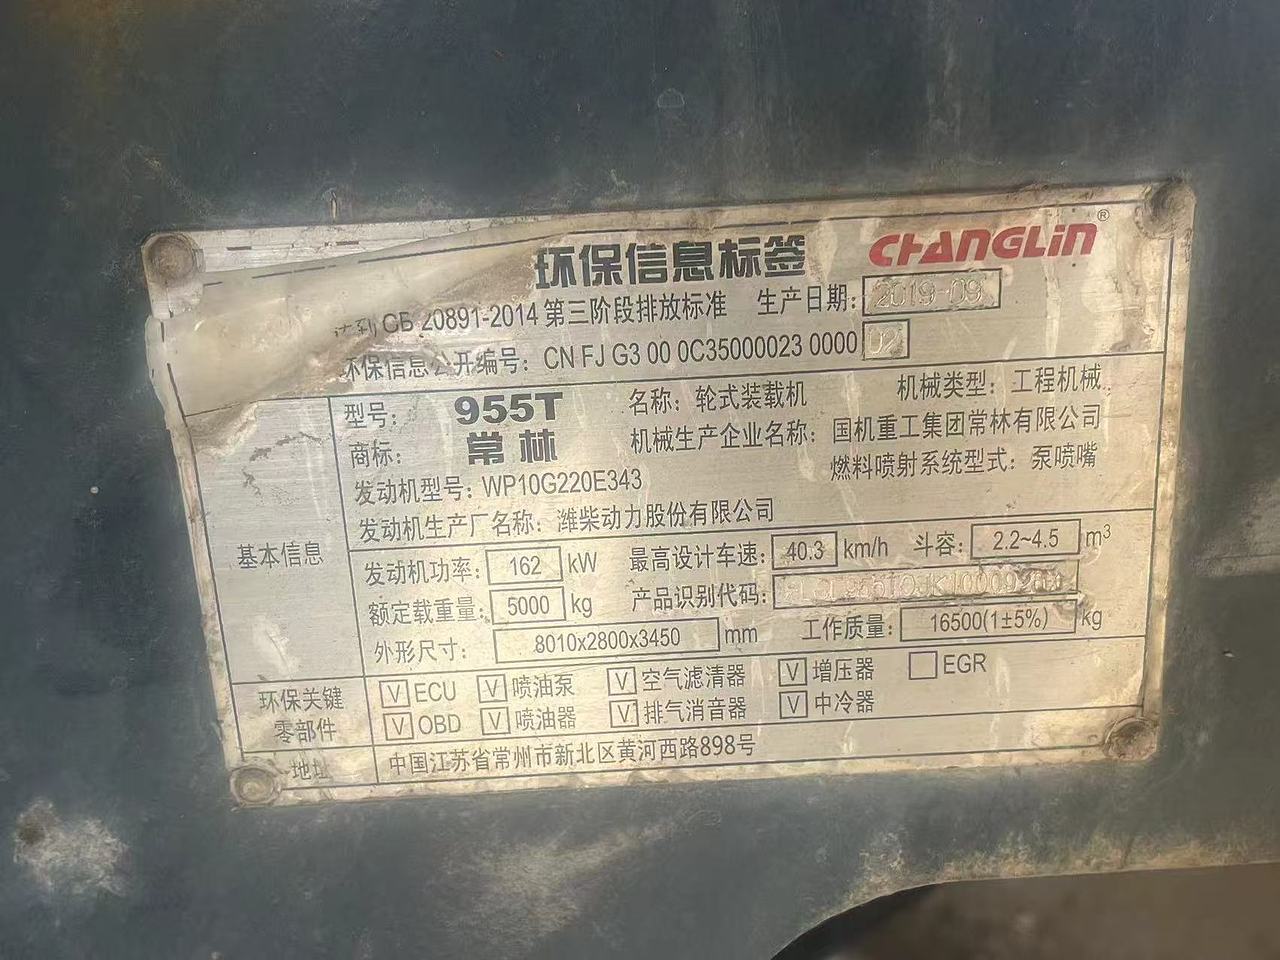 环保信息标签 CHANGLIN®
达到 GB 20891-2014 第三阶段排放标准 生产日期: 2019-09
环保信息公开编号: CN FJ G3 00 0C35000023 0000 02
基本信息
型号: 955T 名称: 轮式装载机 机械类型: 工程机械
商标: 常林 机械生产企业名称: 国机重工集团常林有限公司
发动机型号: WP10G220E343 燃料喷射系统型式: 泵喷嘴
发动机生产厂名称: 潍柴动力股份有限公司
发动机功率: 162 kW 最高设计车速: 40.3 km/h 斗容: 2.2~4.5 m³
额定载重量: 5000 kg 产品识别代码:
外形尺寸: 8010x2800x3450 mm 工作质量: 16500(1±5%) kg
环保关键零部件
V ECU V 喷油泵 V 空气滤清器 V 增压器 EGR
V OBD V 喷油器 V 排气消音器 V 中冷器
地址 中国江苏省常州市新北区黄河西路898号